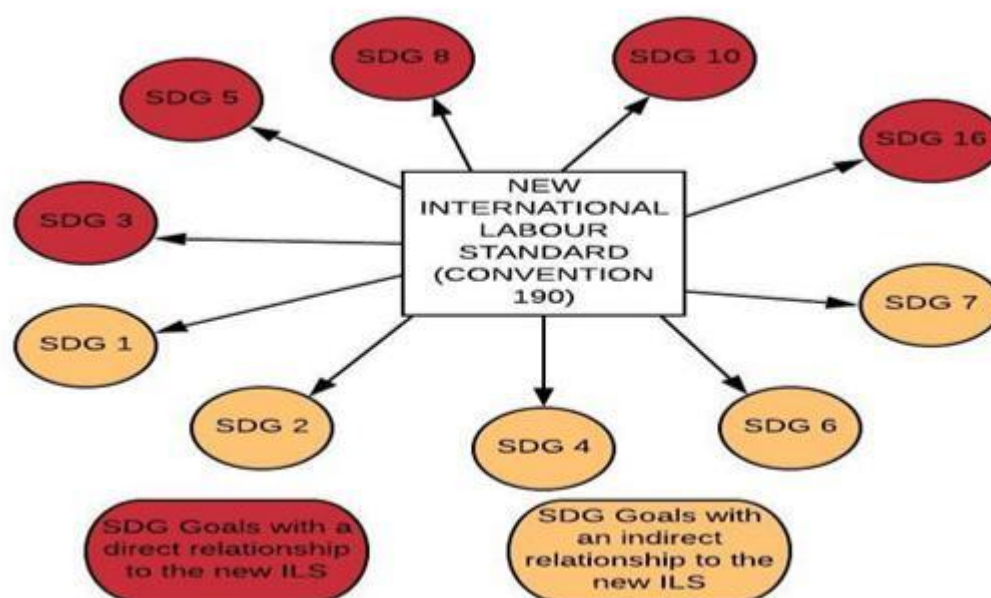 SDG 8
SDG 10
SDG 5
SDG 16
SDG 3
NEW
INTERNATIONAL
LABOUR
STANDARD
(CONVENTION
190)
SDG 7
SDG 1
SDG 2
SDG 4
SDG 6
SDG Goals with a
direct relationship
to the new ILS
SDG Goals with
an indirect
relationship to the
new ILS